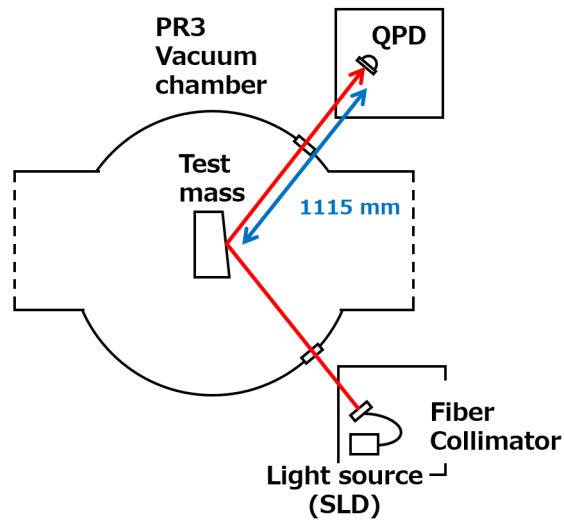 PR3
Vacuum
chamber
QPD
Test
mass
1115 mm
Fiber
Collimator
Light source
(SLD)